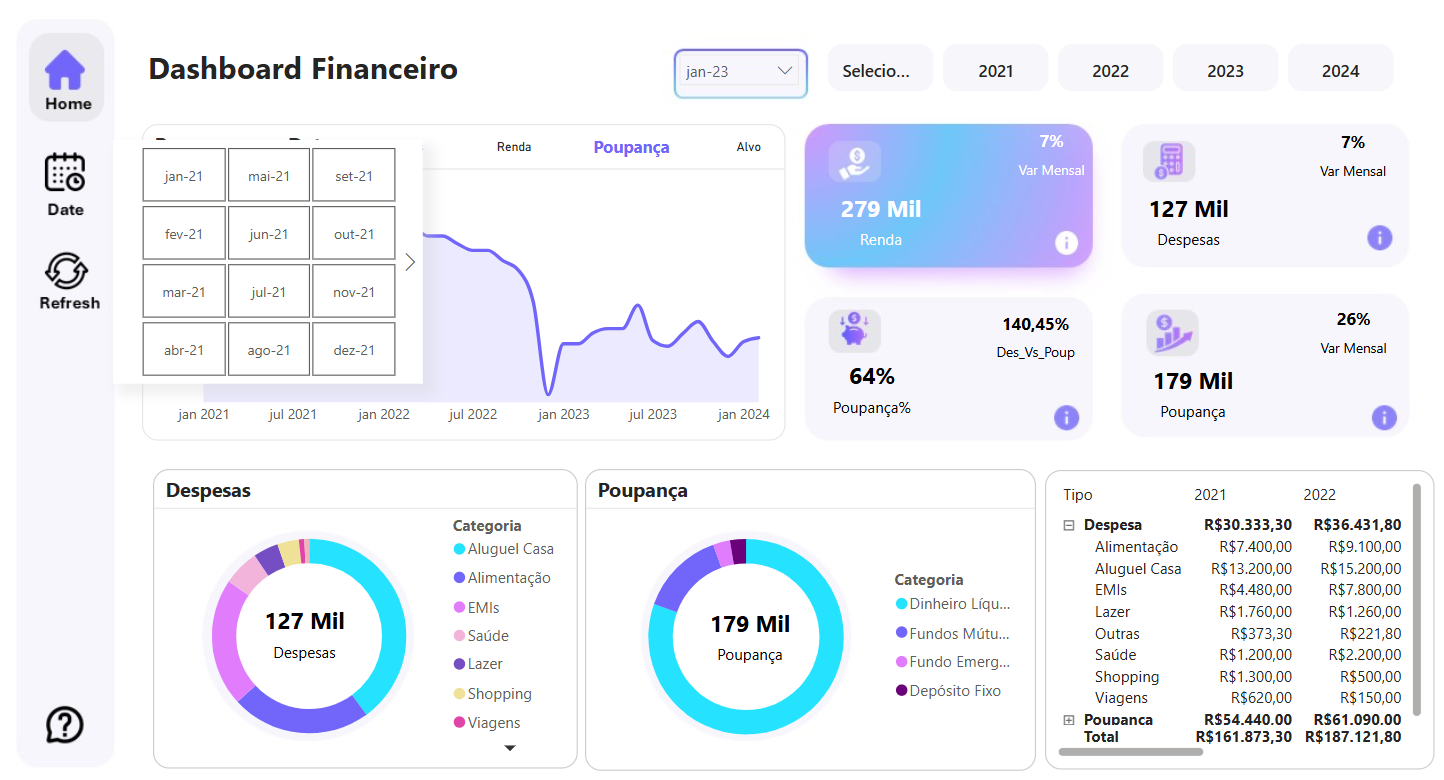 Home
Date
Refresh
Dashboard Financeiro
jan-23
Selecio...
2021
2022
2023
2024
Renda
Poupança
Alvo
jan-21
mai-21
set-21
fev-21
jun-21
out-21
mar-21
jul-21
nov-21
abr-21
ago-21
dez-21
jan 2021
jul 2021
jan 2022
jul 2022
jan 2023
jul 2023
jan 2024
7%
Var Mensal
279 Mil
Renda
7%
Var Mensal
127 Mil
Despesas
140,45%
Des_Vs_Poup
64%
Poupança%
26%
Var Mensal
179 Mil
Poupança
Despesas
127 Mil
Despesas
Categoria
Aluguel Casa
Alimentação
EMIs
Saúde
Lazer
Shopping
Viagens
Poupança
179 Mil
Poupança
Categoria
Dinheiro Líqu...
Fundos Mútu...
Fundo Emerg...
Depósito Fixo
Tipo 2021 2022
Despesa R$30.333,30 R$36.431,80
Alimentação R$7.400,00 R$9.100,00
Aluguel Casa R$13.200,00 R$15.200,00
EMIs R$4.480,00 R$7.800,00
Lazer R$1.760,00 R$1.260,00
Outras R$373,30 R$221,80
Saúde R$1.200,00 R$2.200,00
Shopping R$1.300,00 R$500,00
Viagens R$620,00 R$150,00
Poupança R$54.440,00 R$61.090,00
Total R$161.873,30 R$187.121,80